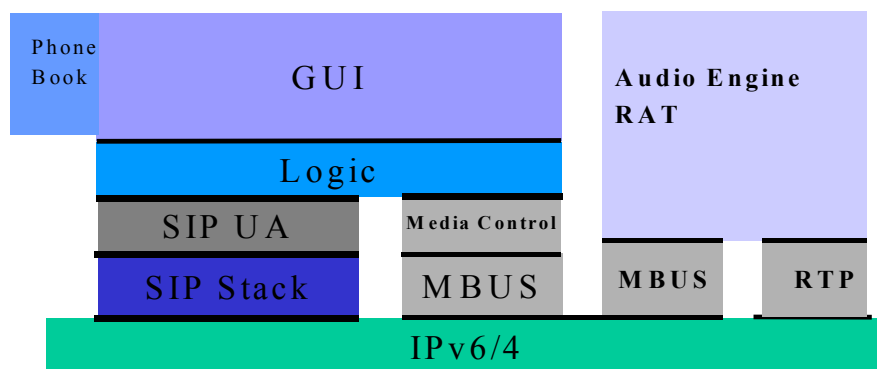 Phone
Book
GUI
Audio Engine
RAT
Logic
SIP UA
Media Control
SIP Stack
MBUS
MBUS
RTP
IPv6/4